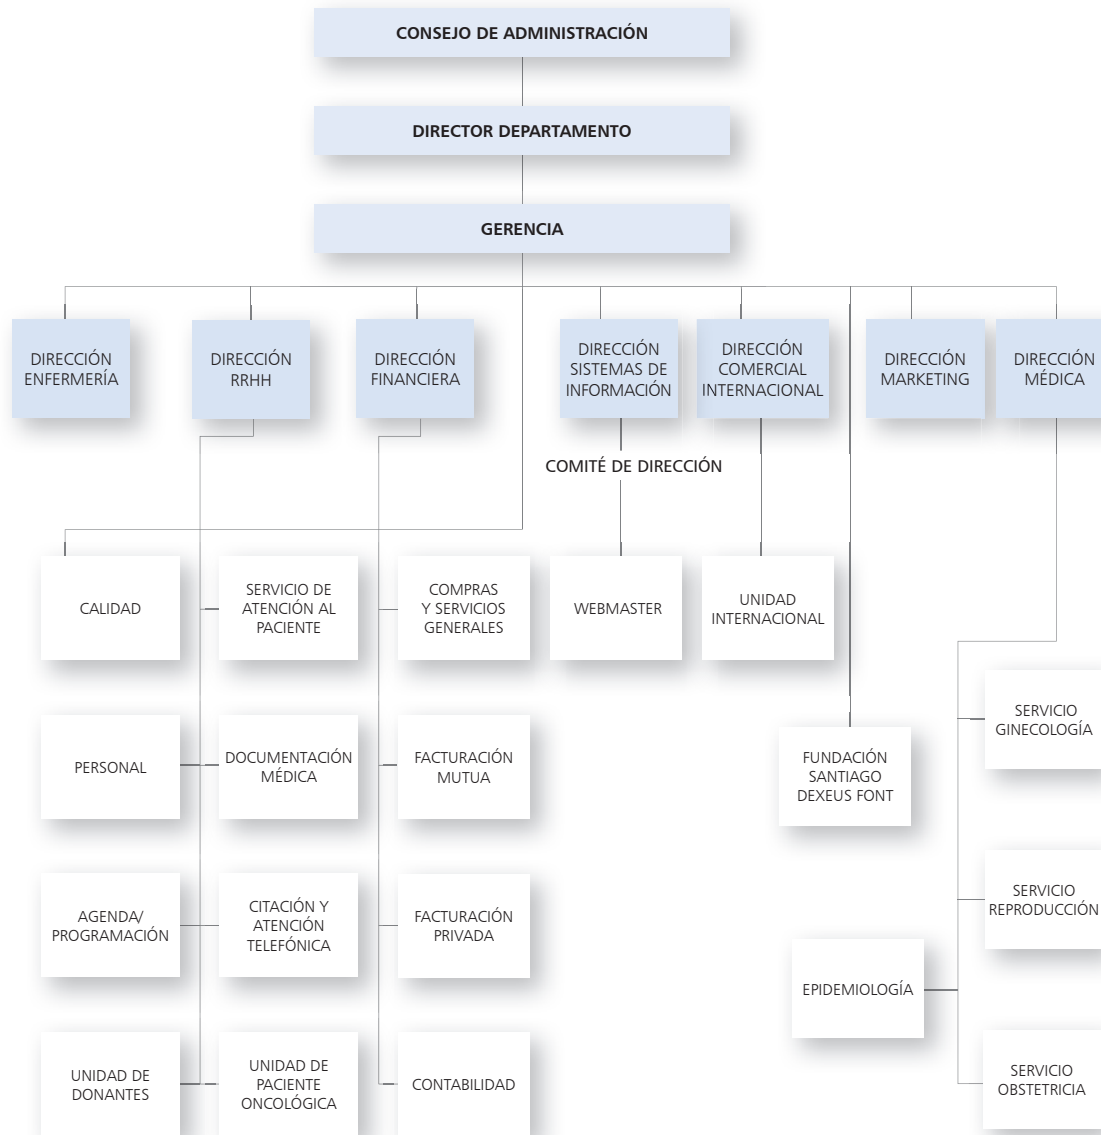 CONSEJO DE ADMINISTRACIÓN
DIRECTOR DEPARTAMENTO
GERENCIA
DIRECCIÓN
ENFERMERÍA
DIRECCIÓN
RRHH
DIRECCIÓN
FINANCIERA
DIRECCIÓN
SISTEMAS DE
INFORMACIÓN
DIRECCIÓN
COMERCIAL
INTERNACIONAL
DIRECCIÓN
MARKETING
DIRECCIÓN
MÉDICA
COMITÉ DE DIRECCIÓN
CALIDAD
SERVICIO DE
ATENCIÓN AL
PACIENTE
COMPRAS
Y SERVICIOS
GENERALES
WEBMASTER
UNIDAD
INTERNACIONAL
PERSONAL
DOCUMENTACIÓN
MÉDICA
FACTURACIÓN
MUTUA
FUNDACIÓN
SANTIAGO
DEXEUS FONT
SERVICIO
GINECOLOGÍA
AGENDA/
PROGRAMACIÓN
CITACIÓN Y
ATENCIÓN
TELEFÓNICA
FACTURACIÓN
PRIVADA
SERVICIO
REPRODUCCIÓN
EPIDEMIOLOGÍA
UNIDAD DE
DONANTES
UNIDAD DE
PACIENTE
ONCOLÓGICA
CONTABILIDAD
SERVICIO
OBSTETRICIA